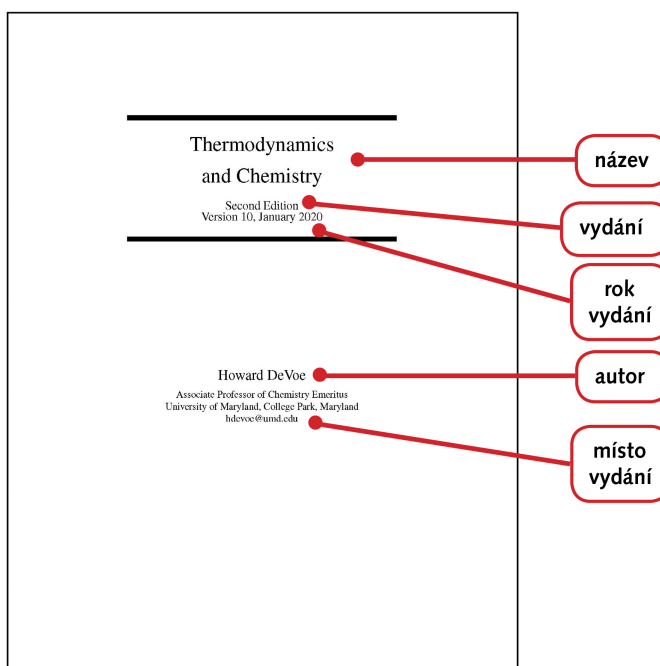 Thermodynamics
and Chemistry
Second Edition
Version 10, January 2020
Howard DeVoe
Associate Professor of Chemistry Emeritus
University of Maryland, College Park, Maryland
hdevoe@umd.edu
název
vydání
rok
vydání
autor
místo
vydání